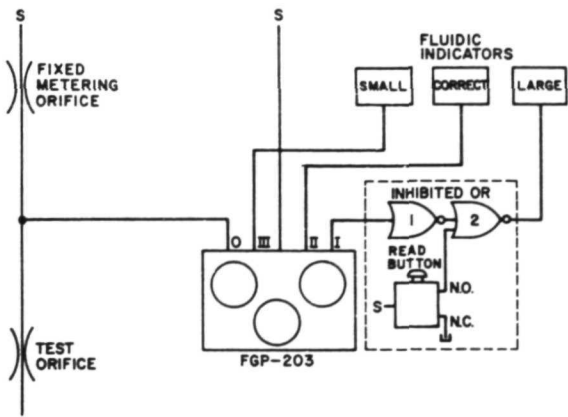 S
S
FIXED
METERING
ORIFICE
FLUIDIC
INDICATORS
SMALL
CORRECT
LARGE
INHIBITED OR
1
2
O
III
II
I
READ
BUTTON
N.O.
S
N.C.
FGP-203
TEST
ORIFICE